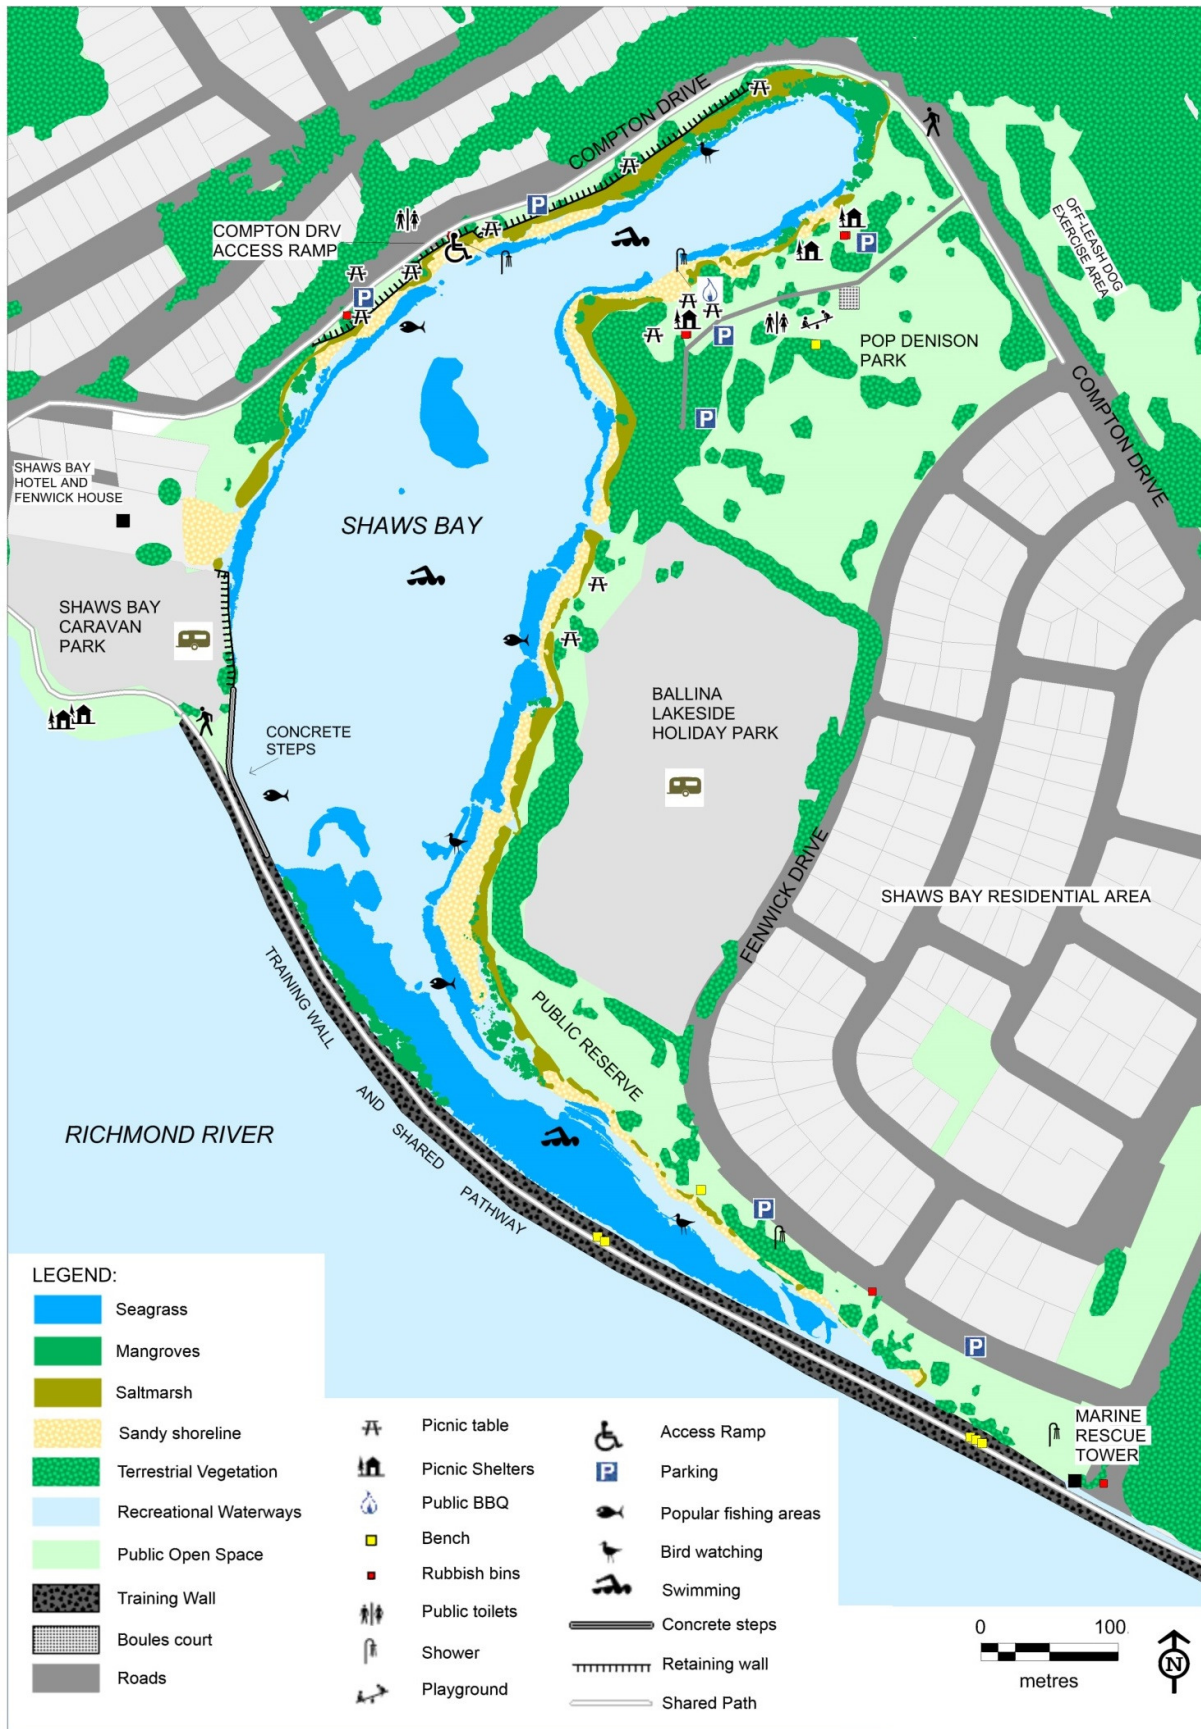 COMPTON DRIVE
COMPTON DRV
ACCESS RAMP
P
P
P
P
P
OFF-LEASH DOG
EXERCISE AREA
POP DENISON
PARK
COMPTON DRIVE
SHAWS BAY
HOTEL AND
FENWICK HOUSE
SHAWS BAY
SHAWS BAY
CARAVAN
PARK
CONCRETE
STEPS
BALLINA
LAKESIDE
HOLIDAY PARK
FENWICK DRIVE
SHAWS BAY RESIDENTIAL AREA
PUBLIC RESERVE
TRAINING WALL
AND
SHARED
PATHWAY
RICHMOND RIVER
P
P
MARINE
RESCUE
TOWER
LEGEND:
Seagrass
Mangroves
Saltmarsh
Sandy shoreline
Terrestrial Vegetation
Recreational Waterways
Public Open Space
Training Wall
Boules court
Roads
Picnic table
Picnic Shelters
Public BBQ
Bench
Rubbish bins
Public toilets
Shower
Playground
Access Ramp
P Parking
Popular fishing areas
Bird watching
Swimming
Concrete steps
Retaining wall
Shared Path
0 100
metres
N